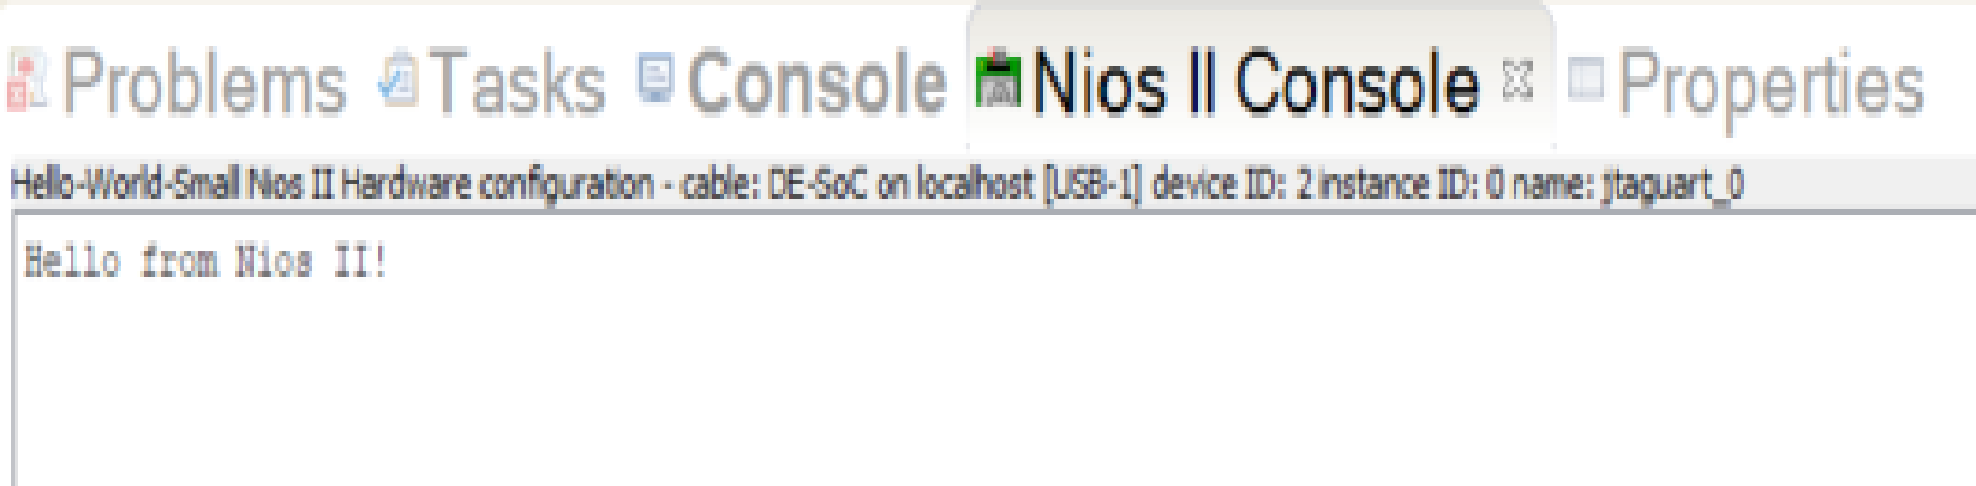 Problems Tasks Console Nios II Console Properties
Hello-World-Small Nios II Hardware configuration - cable: DE-SoC on localhost [USB-1] device ID: 2 instance ID: 0 name: jtaguart_0
Hello from Nios II!